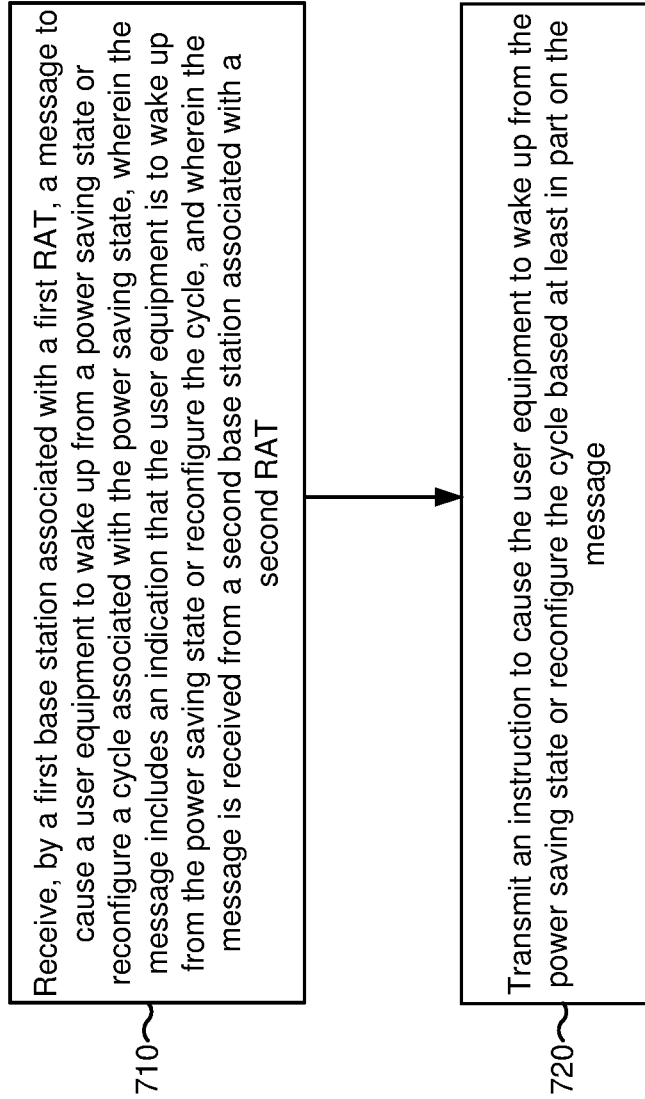 710
Receive, by a first base station associated with a first RAT, a message to
cause a user equipment to wake up from a power saving state or
reconfigure a cycle associated with the power saving state, wherein the
message includes an indication that the user equipment is to wake up
from the power saving state or reconfigure the cycle, and wherein the
message is received from a second base station associated with a
second RAT
720
Transmit an instruction to cause the user equipment to wake up from the
power saving state or reconfigure the cycle based at least in part on the
message